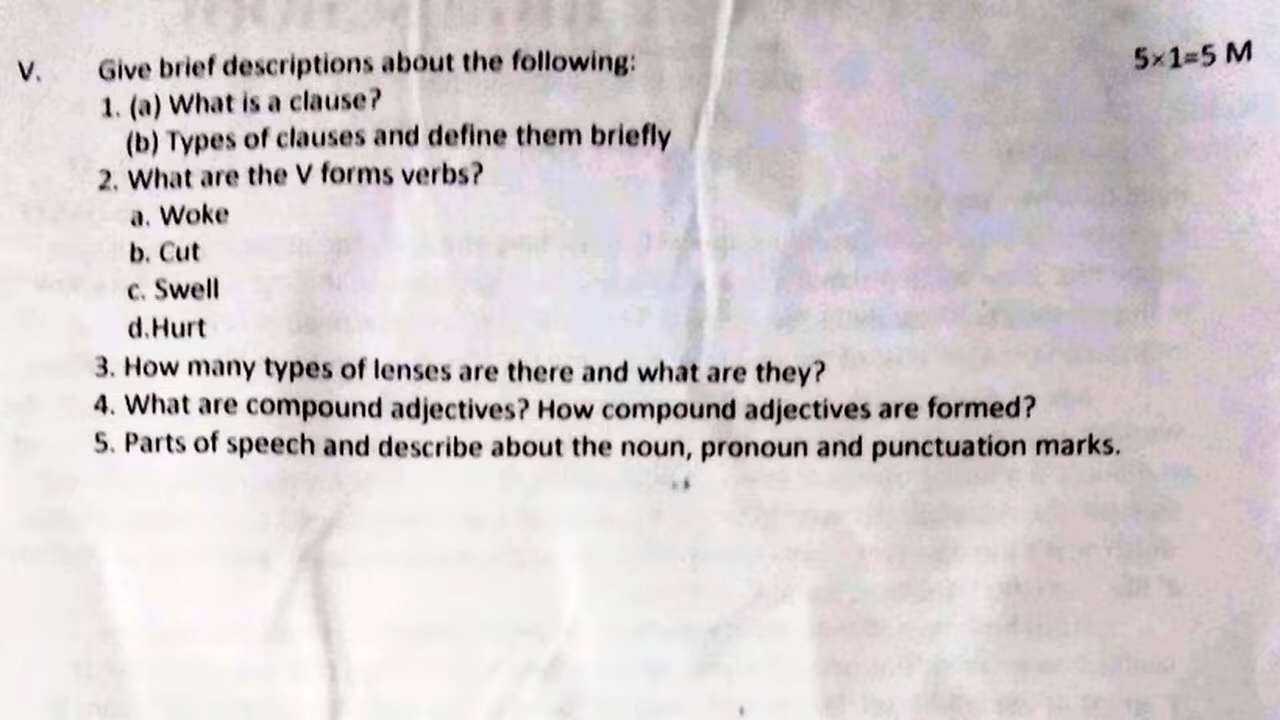 V. Give brief descriptions about the following: 5×1=5 M
1. (a) What is a clause?
(b) Types of clauses and define them briefly
2. What are the V forms verbs?
a. Woke
b. Cut
c. Swell
d.Hurt
3. How many types of lenses are there and what are they?
4. What are compound adjectives? How compound adjectives are formed?
5. Parts of speech and describe about the noun, pronoun and punctuation marks.